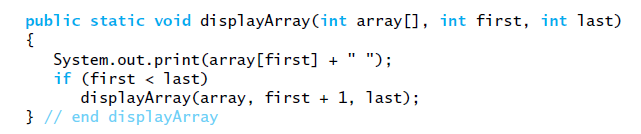 public static void displayArray(int array[], int first, int last)
{
   System.out.print(array[first] + " ");
   if (first < last)
      displayArray(array, first + 1, last);
} // end displayArray